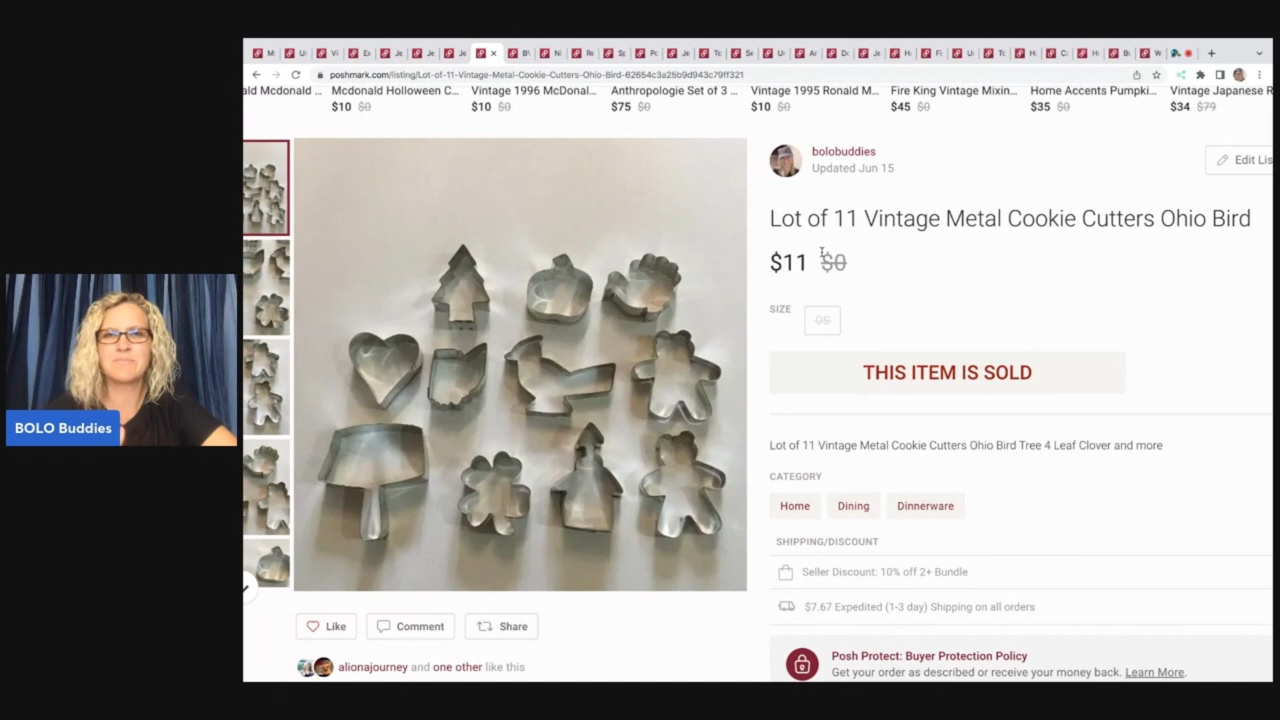 poshmark.com/listing/Lot-of-11-Vintage-Metal-Cookie-Cutters-Ohio-Bird-62654c3a25b9d943c79ff321
ald Mcdonald ... Mcdonald Holloween C... Vintage 1996 McDonal... Anthropologie Set of 3 ... Vintage 1995 Ronald M... Fire King Vintage Mixin... Home Accents Pumpki... Vintage Japanese R
$10 $0 $10 $0 $75 $0 $10 $0 $45 $0 $35 $0 $34 $79
bolobuddies
Updated Jun 15
Edit Lis
Lot of 11 Vintage Metal Cookie Cutters Ohio Bird
$11 $0
SIZE
OS
THIS ITEM IS SOLD
BOLO Buddies
Lot of 11 Vintage Metal Cookie Cutters Ohio Bird Tree 4 Leaf Clover and more
CATEGORY
Home Dining Dinnerware
SHIPPING/DISCOUNT
Seller Discount: 10% off 2+ Bundle
$7.67 Expedited (1-3 day) Shipping on all orders
Like Comment Share
Posh Protect: Buyer Protection Policy
Get your order as described or receive your money back. Learn More.
alionajourney and one other like this